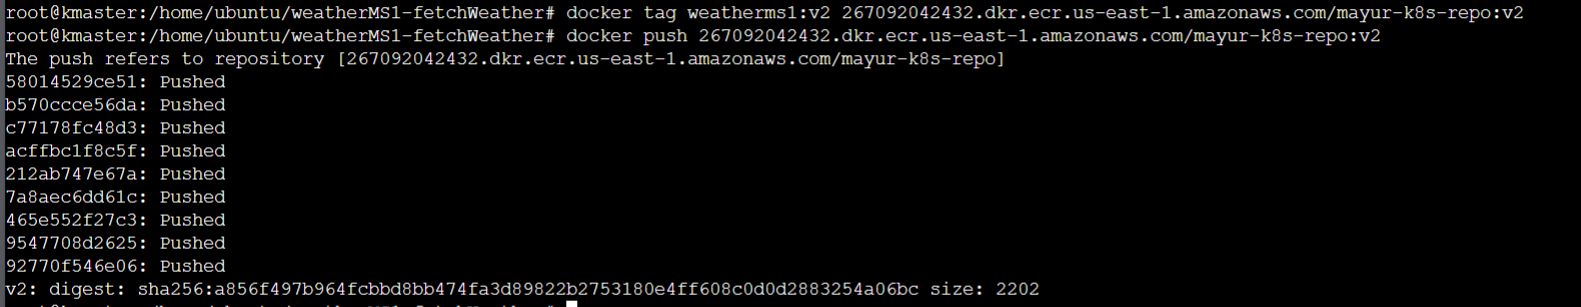 root@kmaster:/home/ubuntu/weatherMS1-fetchWeather# docker tag weatherms1:v2 267092042432.dkr.ecr.us-east-1.amazonaws.com/mayur-k8s-repo:v2
root@kmaster:/home/ubuntu/weatherMS1-fetchWeather# docker push 267092042432.dkr.ecr.us-east-1.amazonaws.com/mayur-k8s-repo:v2
The push refers to repository [267092042432.dkr.ecr.us-east-1.amazonaws.com/mayur-k8s-repo]
58014529ce51: Pushed
b570ccce56da: Pushed
c77178fc48d3: Pushed
acffbc1f8c5f: Pushed
212ab747e67a: Pushed
7a8aec6dd61c: Pushed
465e552f27c3: Pushed
9547708d2625: Pushed
92770f546e06: Pushed
v2: digest: sha256:a856f497b964fcbbd8bb474fa3d89822b2753180e4ff608c0d0d2883254a06bc size: 2202